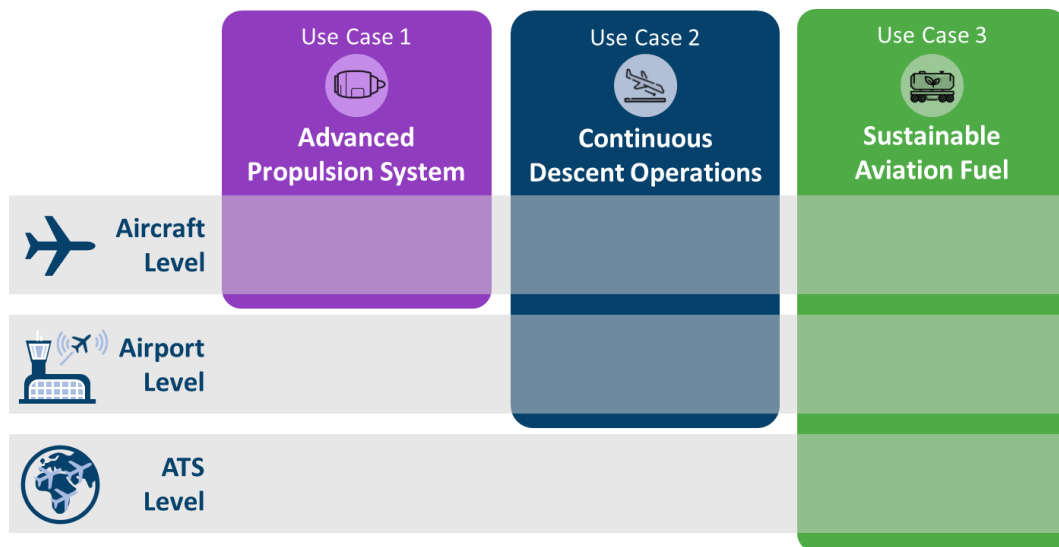 Use Case 1
Advanced
Propulsion System
Use Case 2
Continuous
Descent Operations
Use Case 3
Sustainable
Aviation Fuel
Aircraft
Level
Airport
Level
ATS
Level